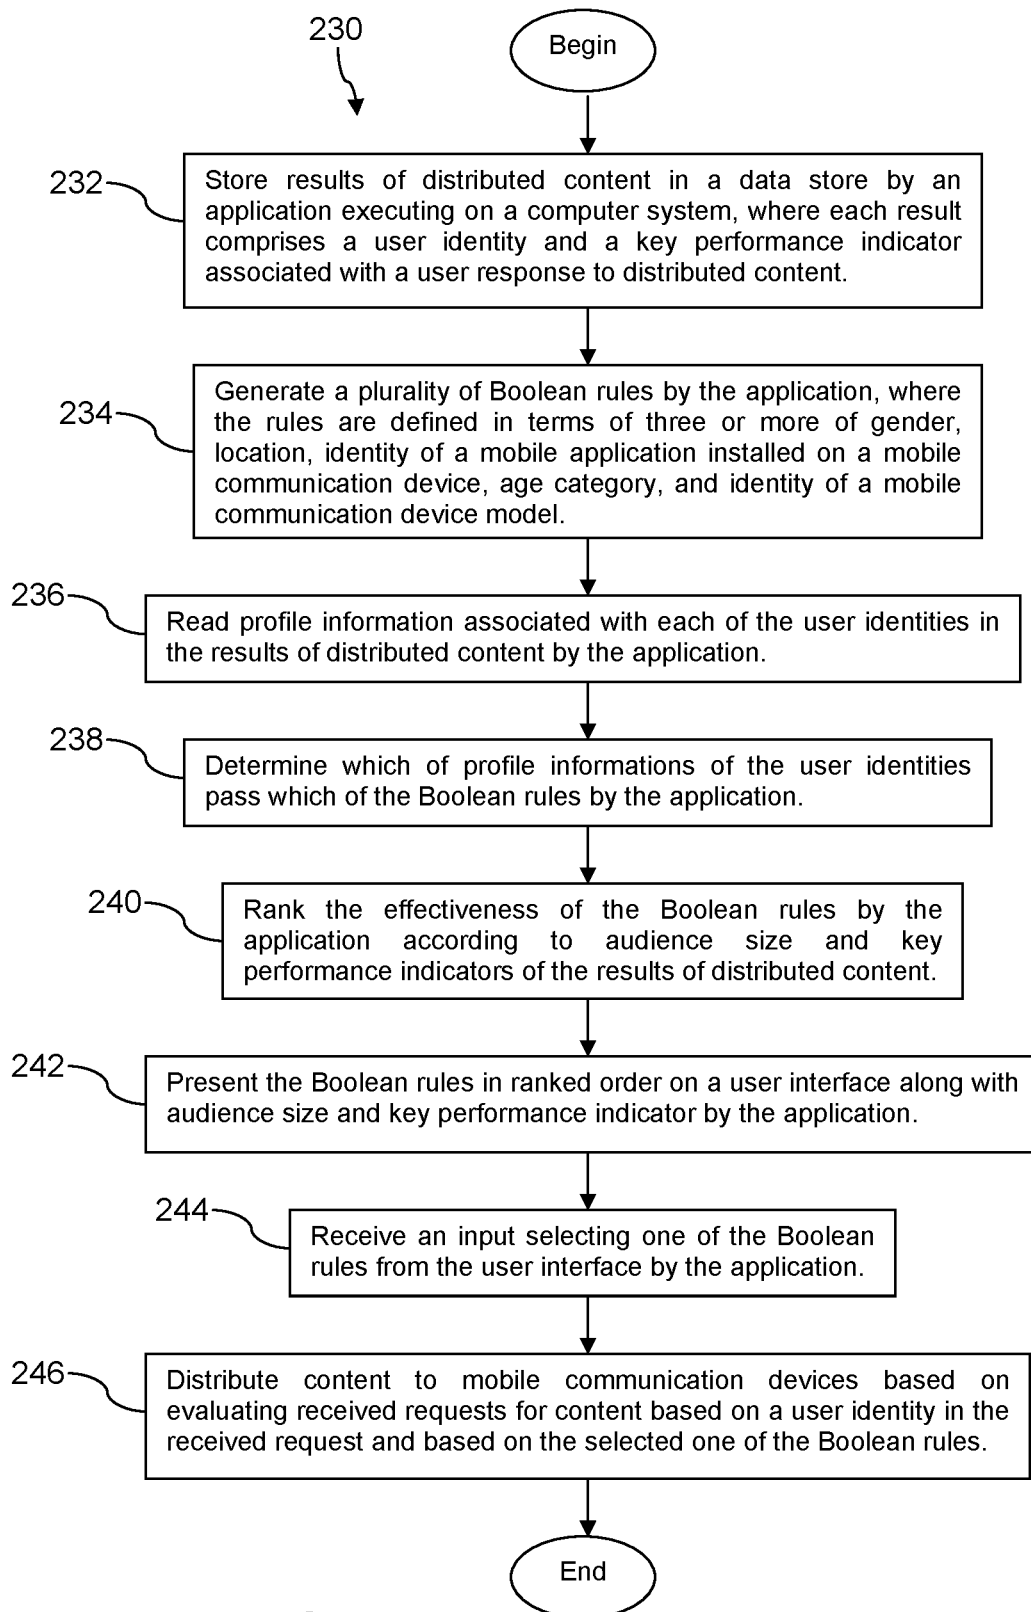 230
Begin
232
Store results of distributed content in a data store by an
application executing on a computer system, where each result
comprises a user identity and a key performance indicator
associated with a user response to distributed content.
234
Generate a plurality of Boolean rules by the application, where
the rules are defined in terms of three or more of gender,
location, identity of a mobile application installed on a mobile
communication device, age category, and identity of a mobile
communication device model.
236
Read profile information associated with each of the user identities in
the results of distributed content by the application.
238
Determine which of profile informations of the user identities
pass which of the Boolean rules by the application.
240
Rank the effectiveness of the Boolean rules by the
application according to audience size and key
performance indicators of the results of distributed content.
242
Present the Boolean rules in ranked order on a user interface along with
audience size and key performance indicator by the application.
244
Receive an input selecting one of the Boolean
rules from the user interface by the application.
246
Distribute content to mobile communication devices based on
evaluating received requests for content based on a user identity in the
received request and based on the selected one of the Boolean rules.
End